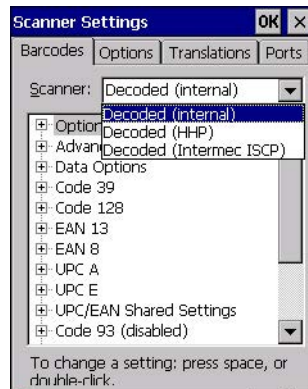 Scanner Settings OK ×
Barcodes Options Translations Ports
Scanner: Decoded (internal)
Decoded (internal)
Decoded (HHP)
Decoded (Intermec ISCP)
Option
Advan
Data Options
Code 39
Code 128
EAN 13
EAN 8
UPC A
UPC E
UPC/EAN Shared Settings
Code 93 (disabled)
To change a setting: press space, or
double-click.